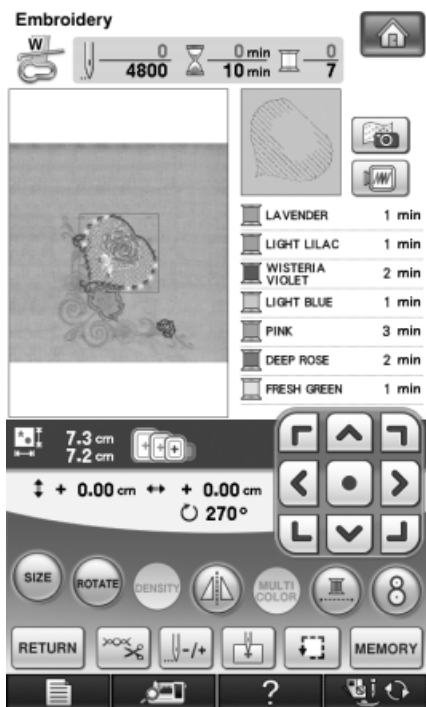 Embroidery
W
0
4800
0 min
10 min
0
7
LAVENDER 1 min
LIGHT LILAC 1 min
WISTERIA
VIOLET 2 min
LIGHT BLUE 1 min
PINK 3 min
DEEP ROSE 2 min
FRESH GREEN 1 min
7.3 cm
7.2 cm
+ 0.00 cm + 0.00 cm
270°
SIZE ROTATE DENSITY MULTI
COLOR 8
RETURN -/+ MEMORY
?